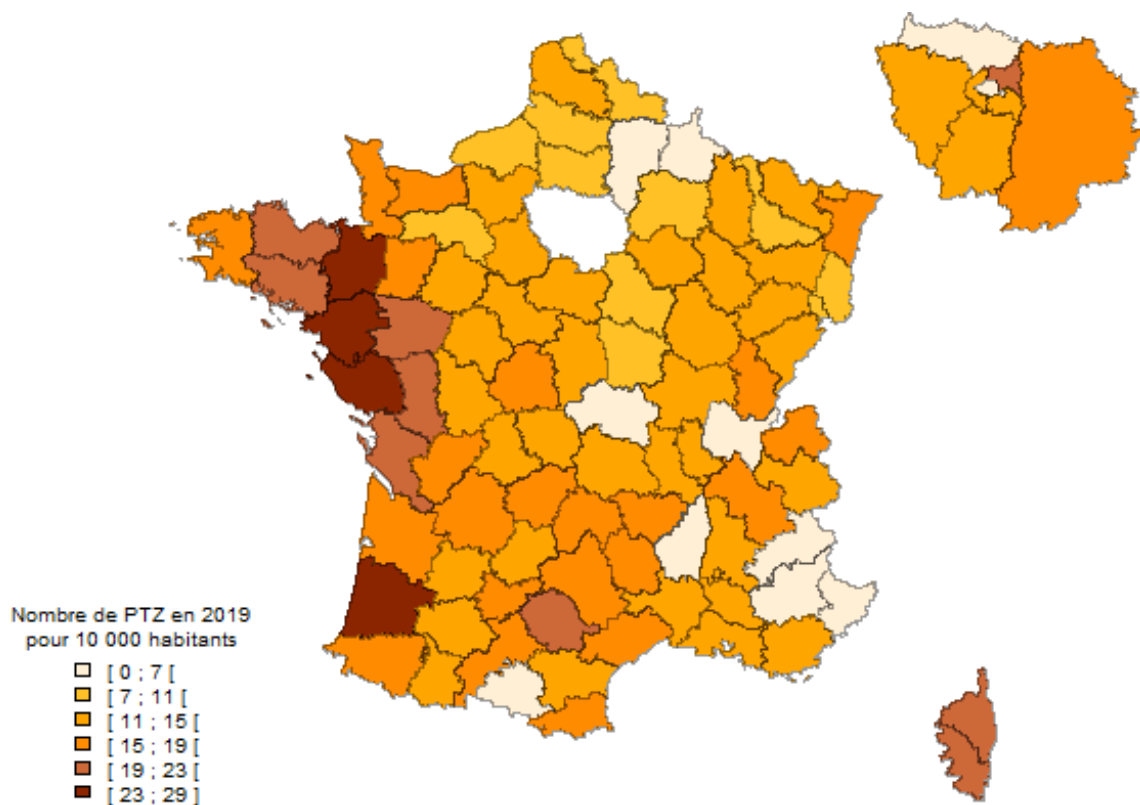 Nombre de PTZ en 2019
pour 10 000 habitants
[ 0 ; 7 [
[ 7 ; 11 [
[ 11 ; 15 [
[ 15 ; 19 [
[ 19 ; 23 [
[ 23 ; 29 ]